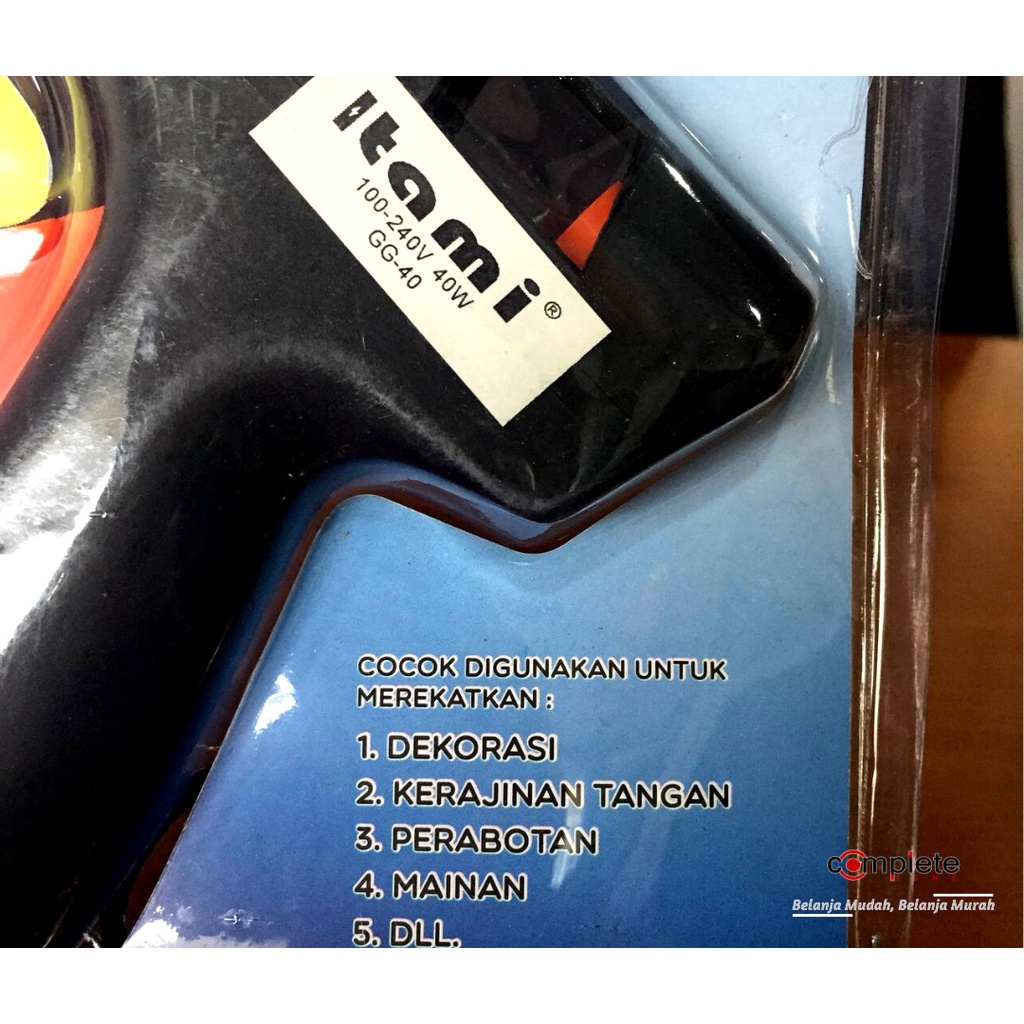 Itami®
100-240V 40W
GG-40
COCOK DIGUNAKAN UNTUK
MEREKATKAN :
1. DEKORASI
2. KERAJINAN TANGAN
3. PERABOTAN
4. MAINAN
5. DLL.
complete
Belanja Mudah, Belanja Murah